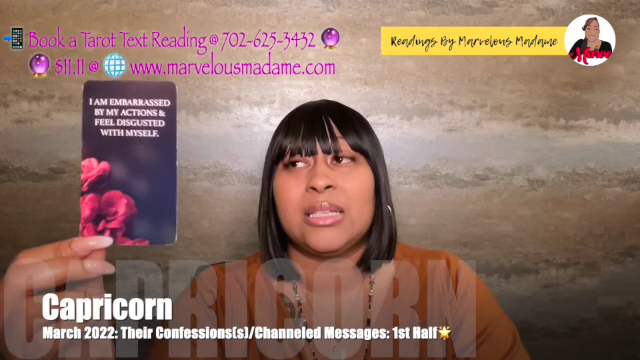 📲 Book a Tarot Text Reading @ 702-625-3432 🔮
🔮 $11.11 @ 🌐 www.marvelousmadame.com
Readings By Marvelous Madame
I AM EMBARRASSED
BY MY ACTIONS &
FEEL DISGUSTED
WITH MYSELF.
CAPRICORN
Capricorn
March 2022: Their Confessions(s)/Channeled Messages: 1st Half🌟